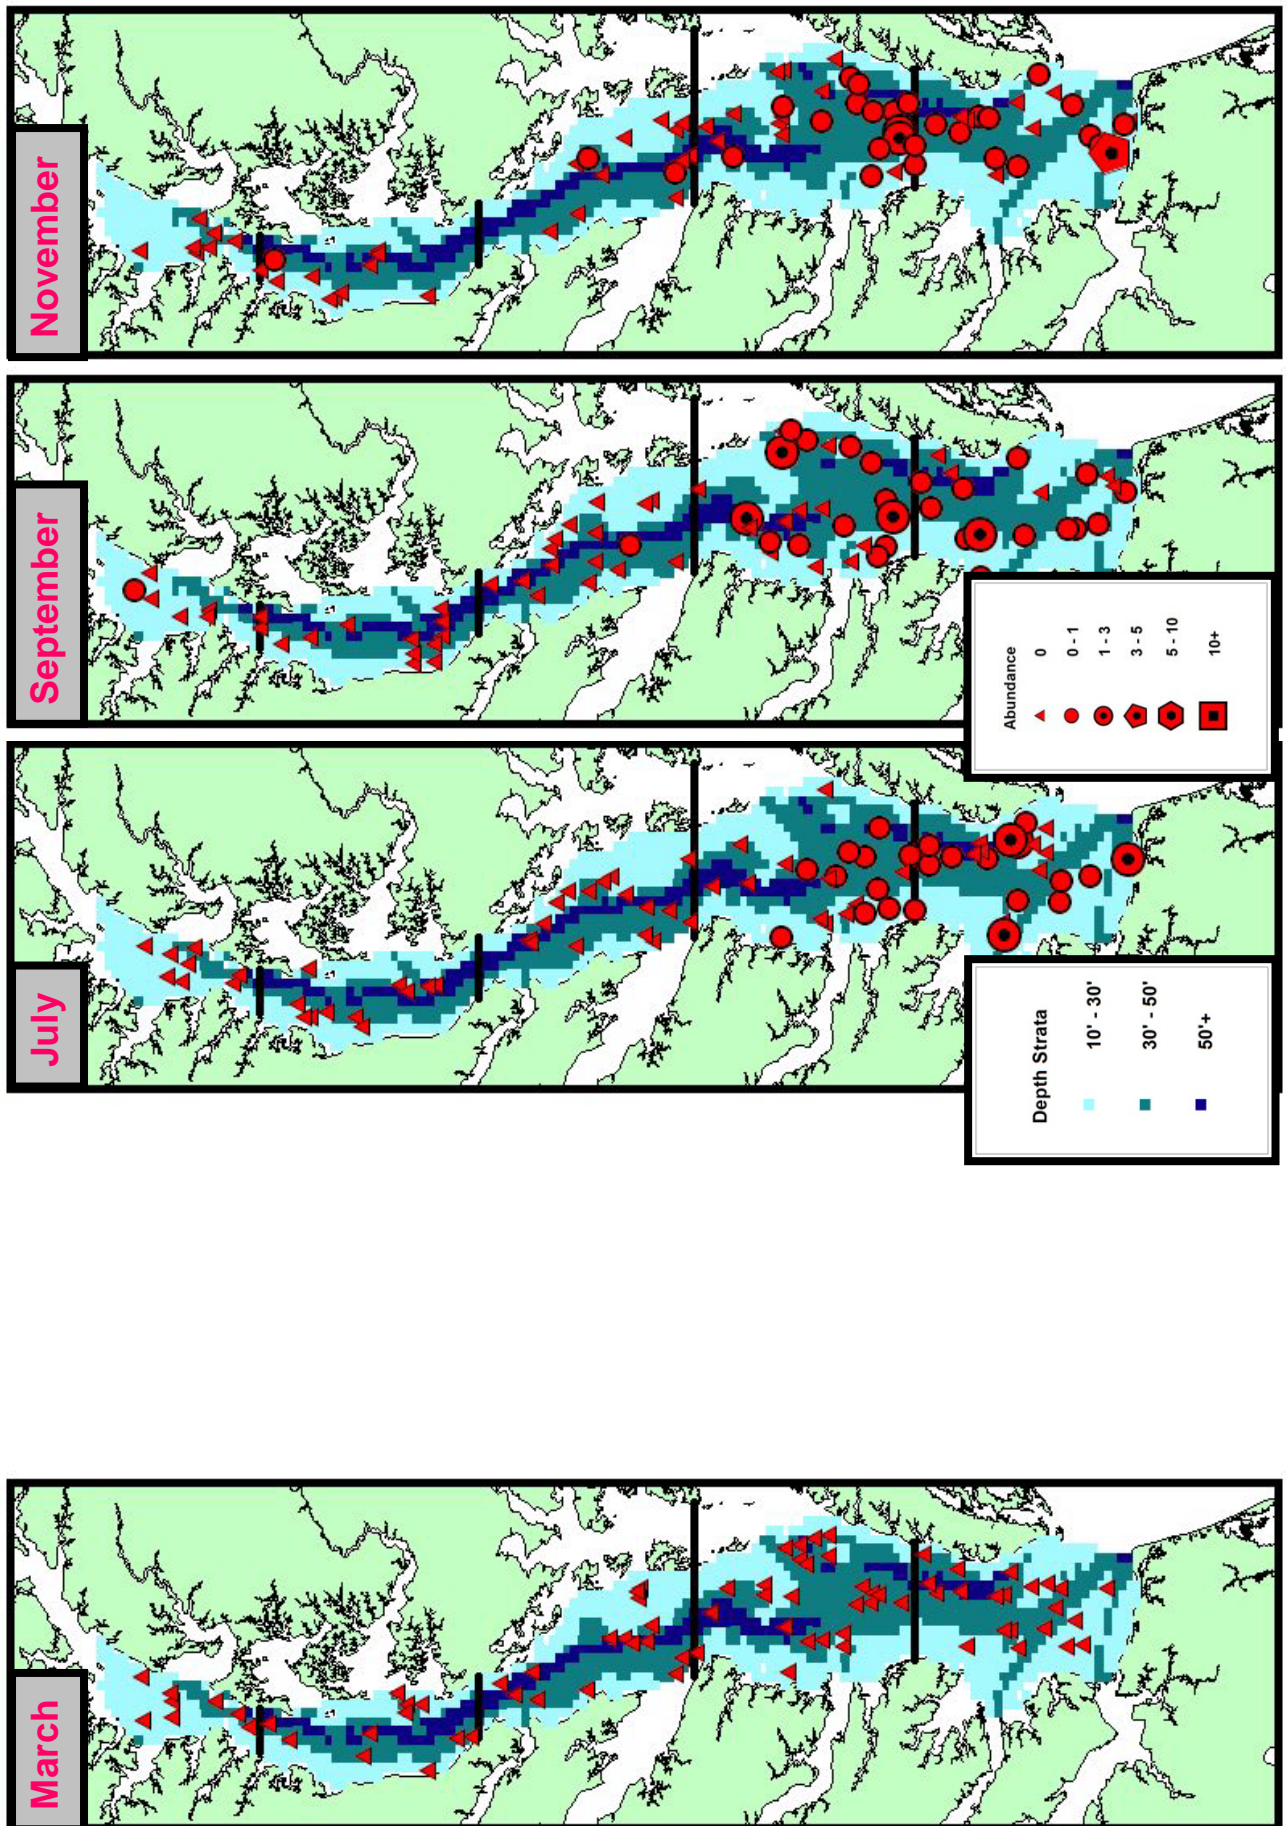 March
July
September
November
Depth Strata
10' - 30'
30' - 50'
50'+
Abundance
0
0 - 1
1 - 3
3 - 5
5 - 10
10+